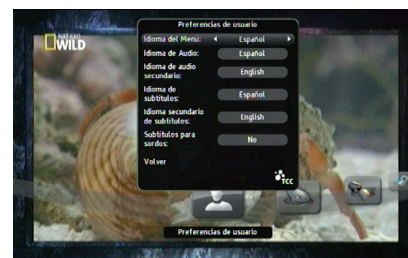 Preferencias
de usuario
NAT GEO
WILD
Idioma del Menú: Español
Idioma de Audio: Español
Idioma de audio
secundario: English
Idioma de
subtítulos: Español
Idioma secundario
de subtítulos: English
Subtítulos para
sordos: No
Volver
TCC
Preferencias de usuario